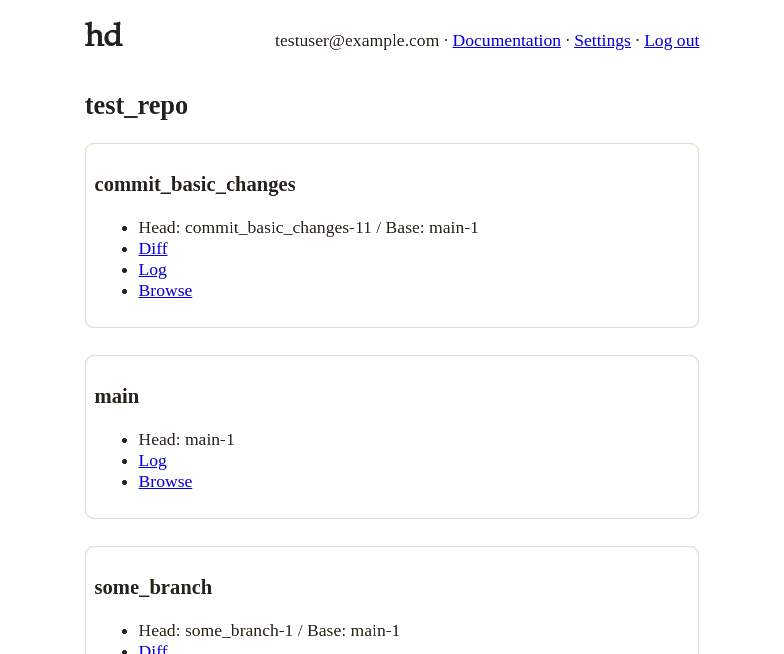 hd
testuser@example.com · Documentation · Settings · Log out
test_repo
commit_basic_changes
Head: commit_basic_changes-11 / Base: main-1
Diff
Log
Browse
main
Head: main-1
Log
Browse
some_branch
Head: some_branch-1 / Base: main-1
Diff